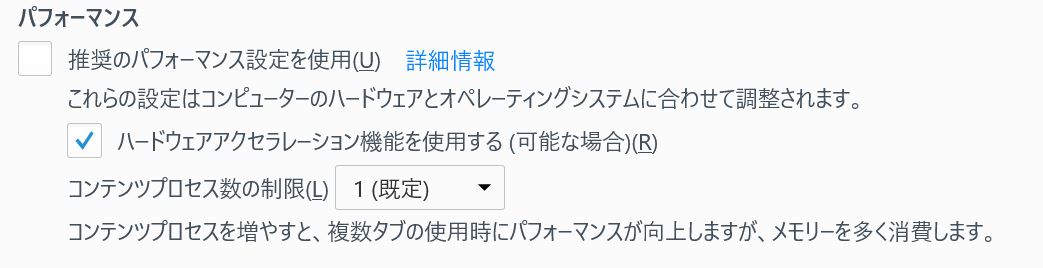 パフォーマンス
推奨のパフォーマンス設定を使用(U) 詳細情報
これらの設定はコンピューターのハードウェアとオペレーティングシステムに合わせて調整されます。
ハードウェアアクセラレーション機能を使用する (可能な場合)(R)
コンテンツプロセス数の制限(L) 1 (既定)
コンテンツプロセスを増やすと、複数タブの使用時にパフォーマンスが向上しますが、メモリーを多く消費します。